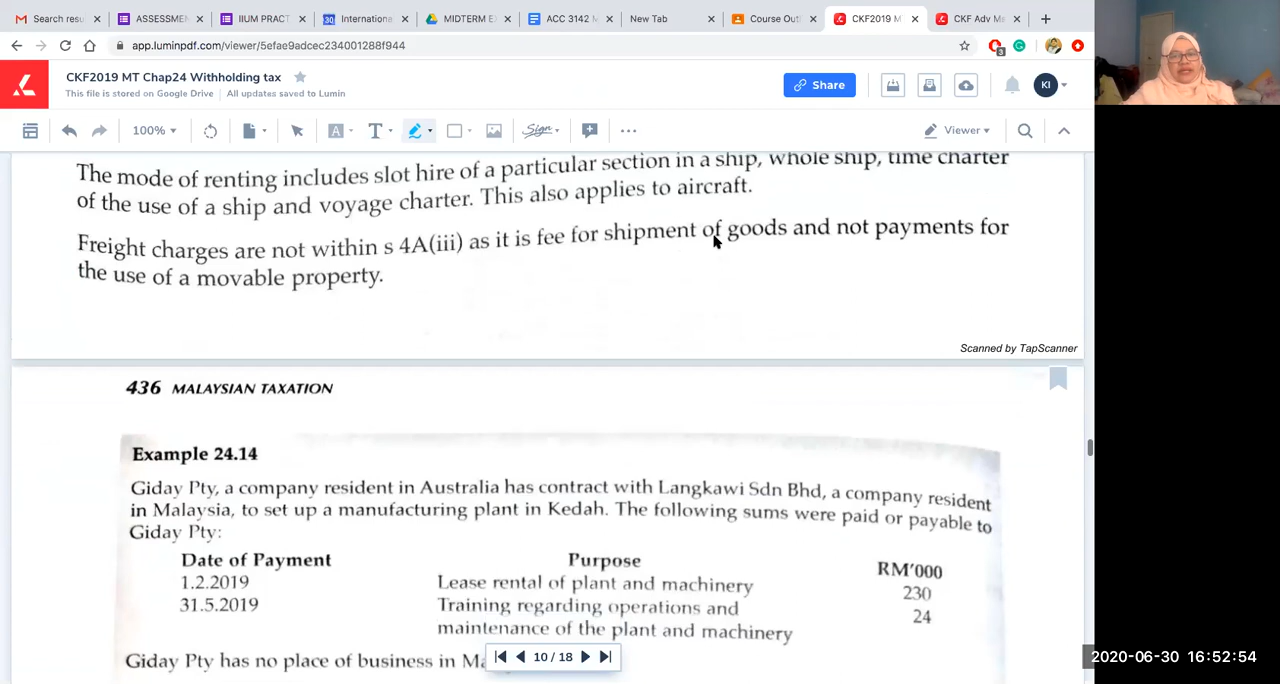 Search resu
ASSESSME
IIUM PRACT
Internationa
MIDTERM E
ACC 3142 M
New Tab
Course Out
CKF2019 M
CKF Adv Ma
app.luminpdf.com/viewer/5efae9adcec234001288f944
3
CKF2019 MT Chap24 Withholding tax
This file is stored on Google Drive | All updates saved to Lumin
Share
KI
100%
A
T
Sign
Viewer
The mode of renting includes slot hire of a particular section in a ship, whole ship, time charter
of the use of a ship and voyage charter. This also applies to aircraft.
Freight charges are not within s 4A(iii) as it is fee for shipment of goods and not payments for
the use of a movable property.
Scanned by TapScanner
436 MALAYSIAN TAXATION
Example 24.14
Giday Pty, a company resident in Australia has contract with Langkawi Sdn Bhd, a company resident
in Malaysia, to set up a manufacturing plant in Kedah. The following sums were paid or payable to
Giday Pty:
Date of Payment Purpose RM'000
1.2.2019 Lease rental of plant and machinery 230
31.5.2019 Training regarding operations and 24
maintenance of the plant and machinery
Giday Pty has no place of business in Ma
10 / 18
2020-06-30 16:52:54